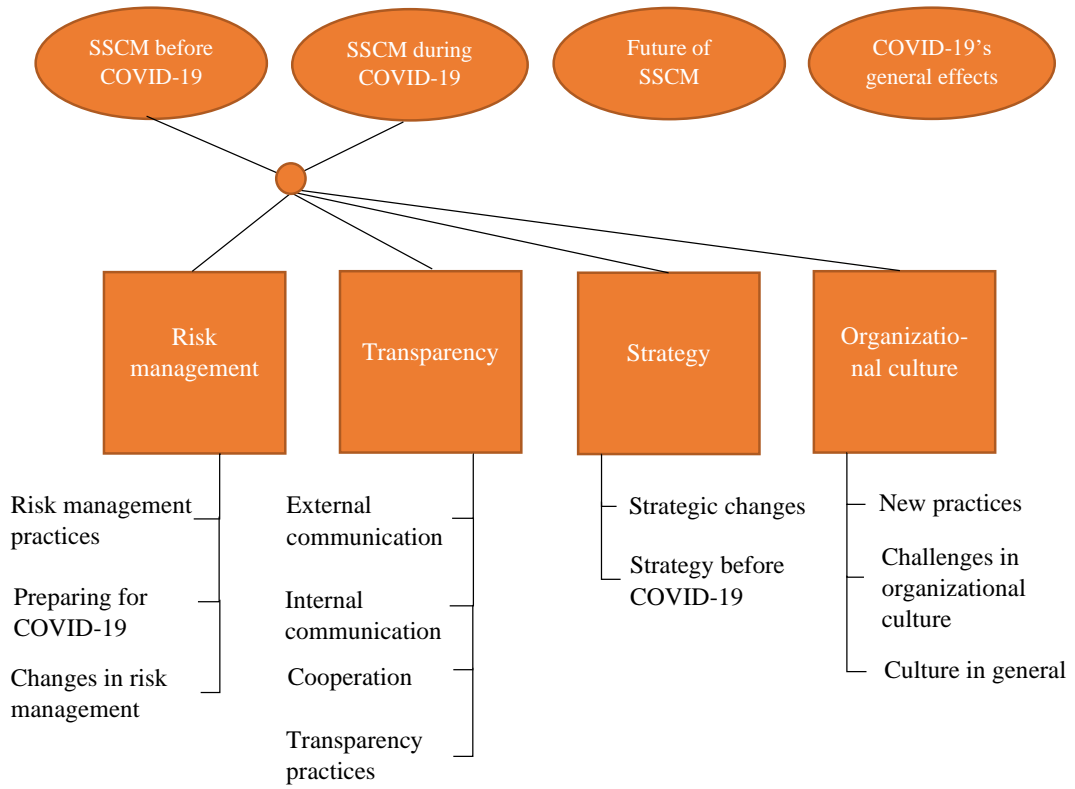 SSCM before
COVID-19
SSCM during
COVID-19
Future of
SSCM
COVID-19's
general effects
Risk
management
Transparency
Strategy
Organizatio-
nal culture
Risk management
practices
Preparing for
COVID-19
Changes in risk
management
External
communication
Internal
communication
Cooperation
Transparency
practices
Strategic changes
Strategy before
COVID-19
New practices
Challenges in
organizational
culture
Culture in general